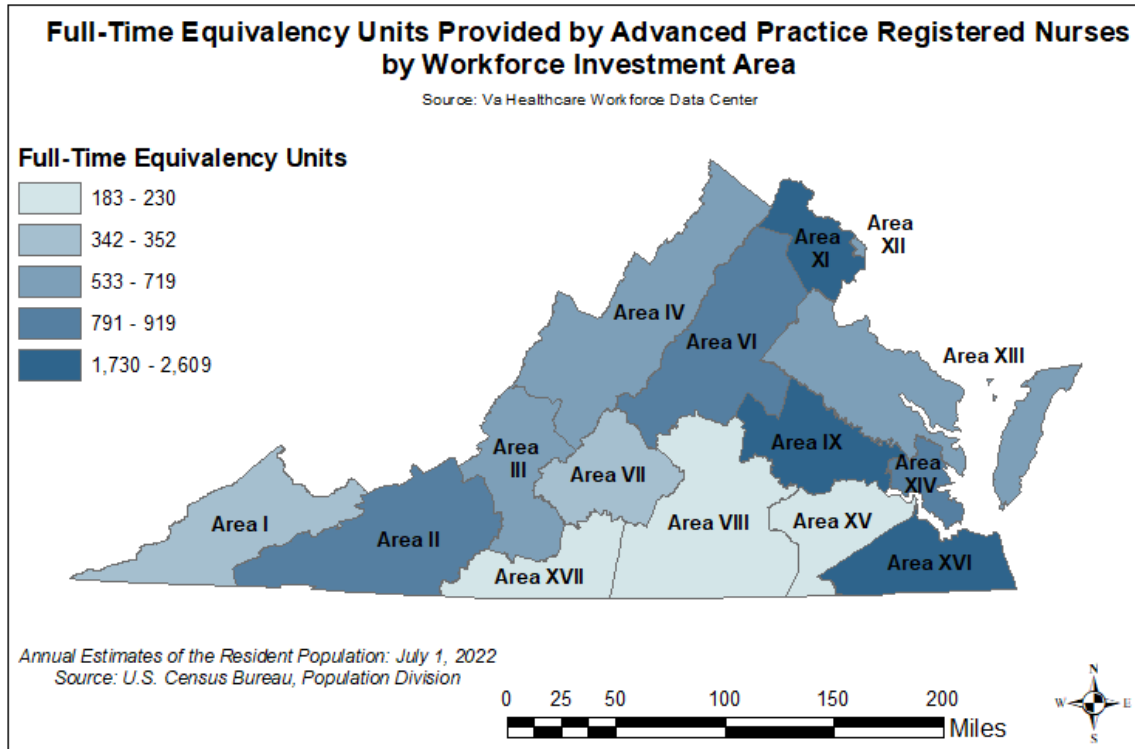 Full-Time Equivalency Units Provided by Advanced Practice Registered Nurses
by Workforce Investment Area
Source: Va Healthcare Workforce Data Center
Full-Time Equivalency Units
183 - 230
342 - 352
533 - 719
791 - 919
1,730 - 2,609
Area
XI
Area
XII
Area IV
Area VI
Area XIII
Area
III
Area VII
Area IX
Area
XIV
Area I
Area II
Area VIII
Area XV
Area XVII
Area XVI
Annual Estimates of the Resident Population: July 1, 2022
Source: U.S. Census Bureau, Population Division
0 25 50 100 150 200
Miles
N
W E
S